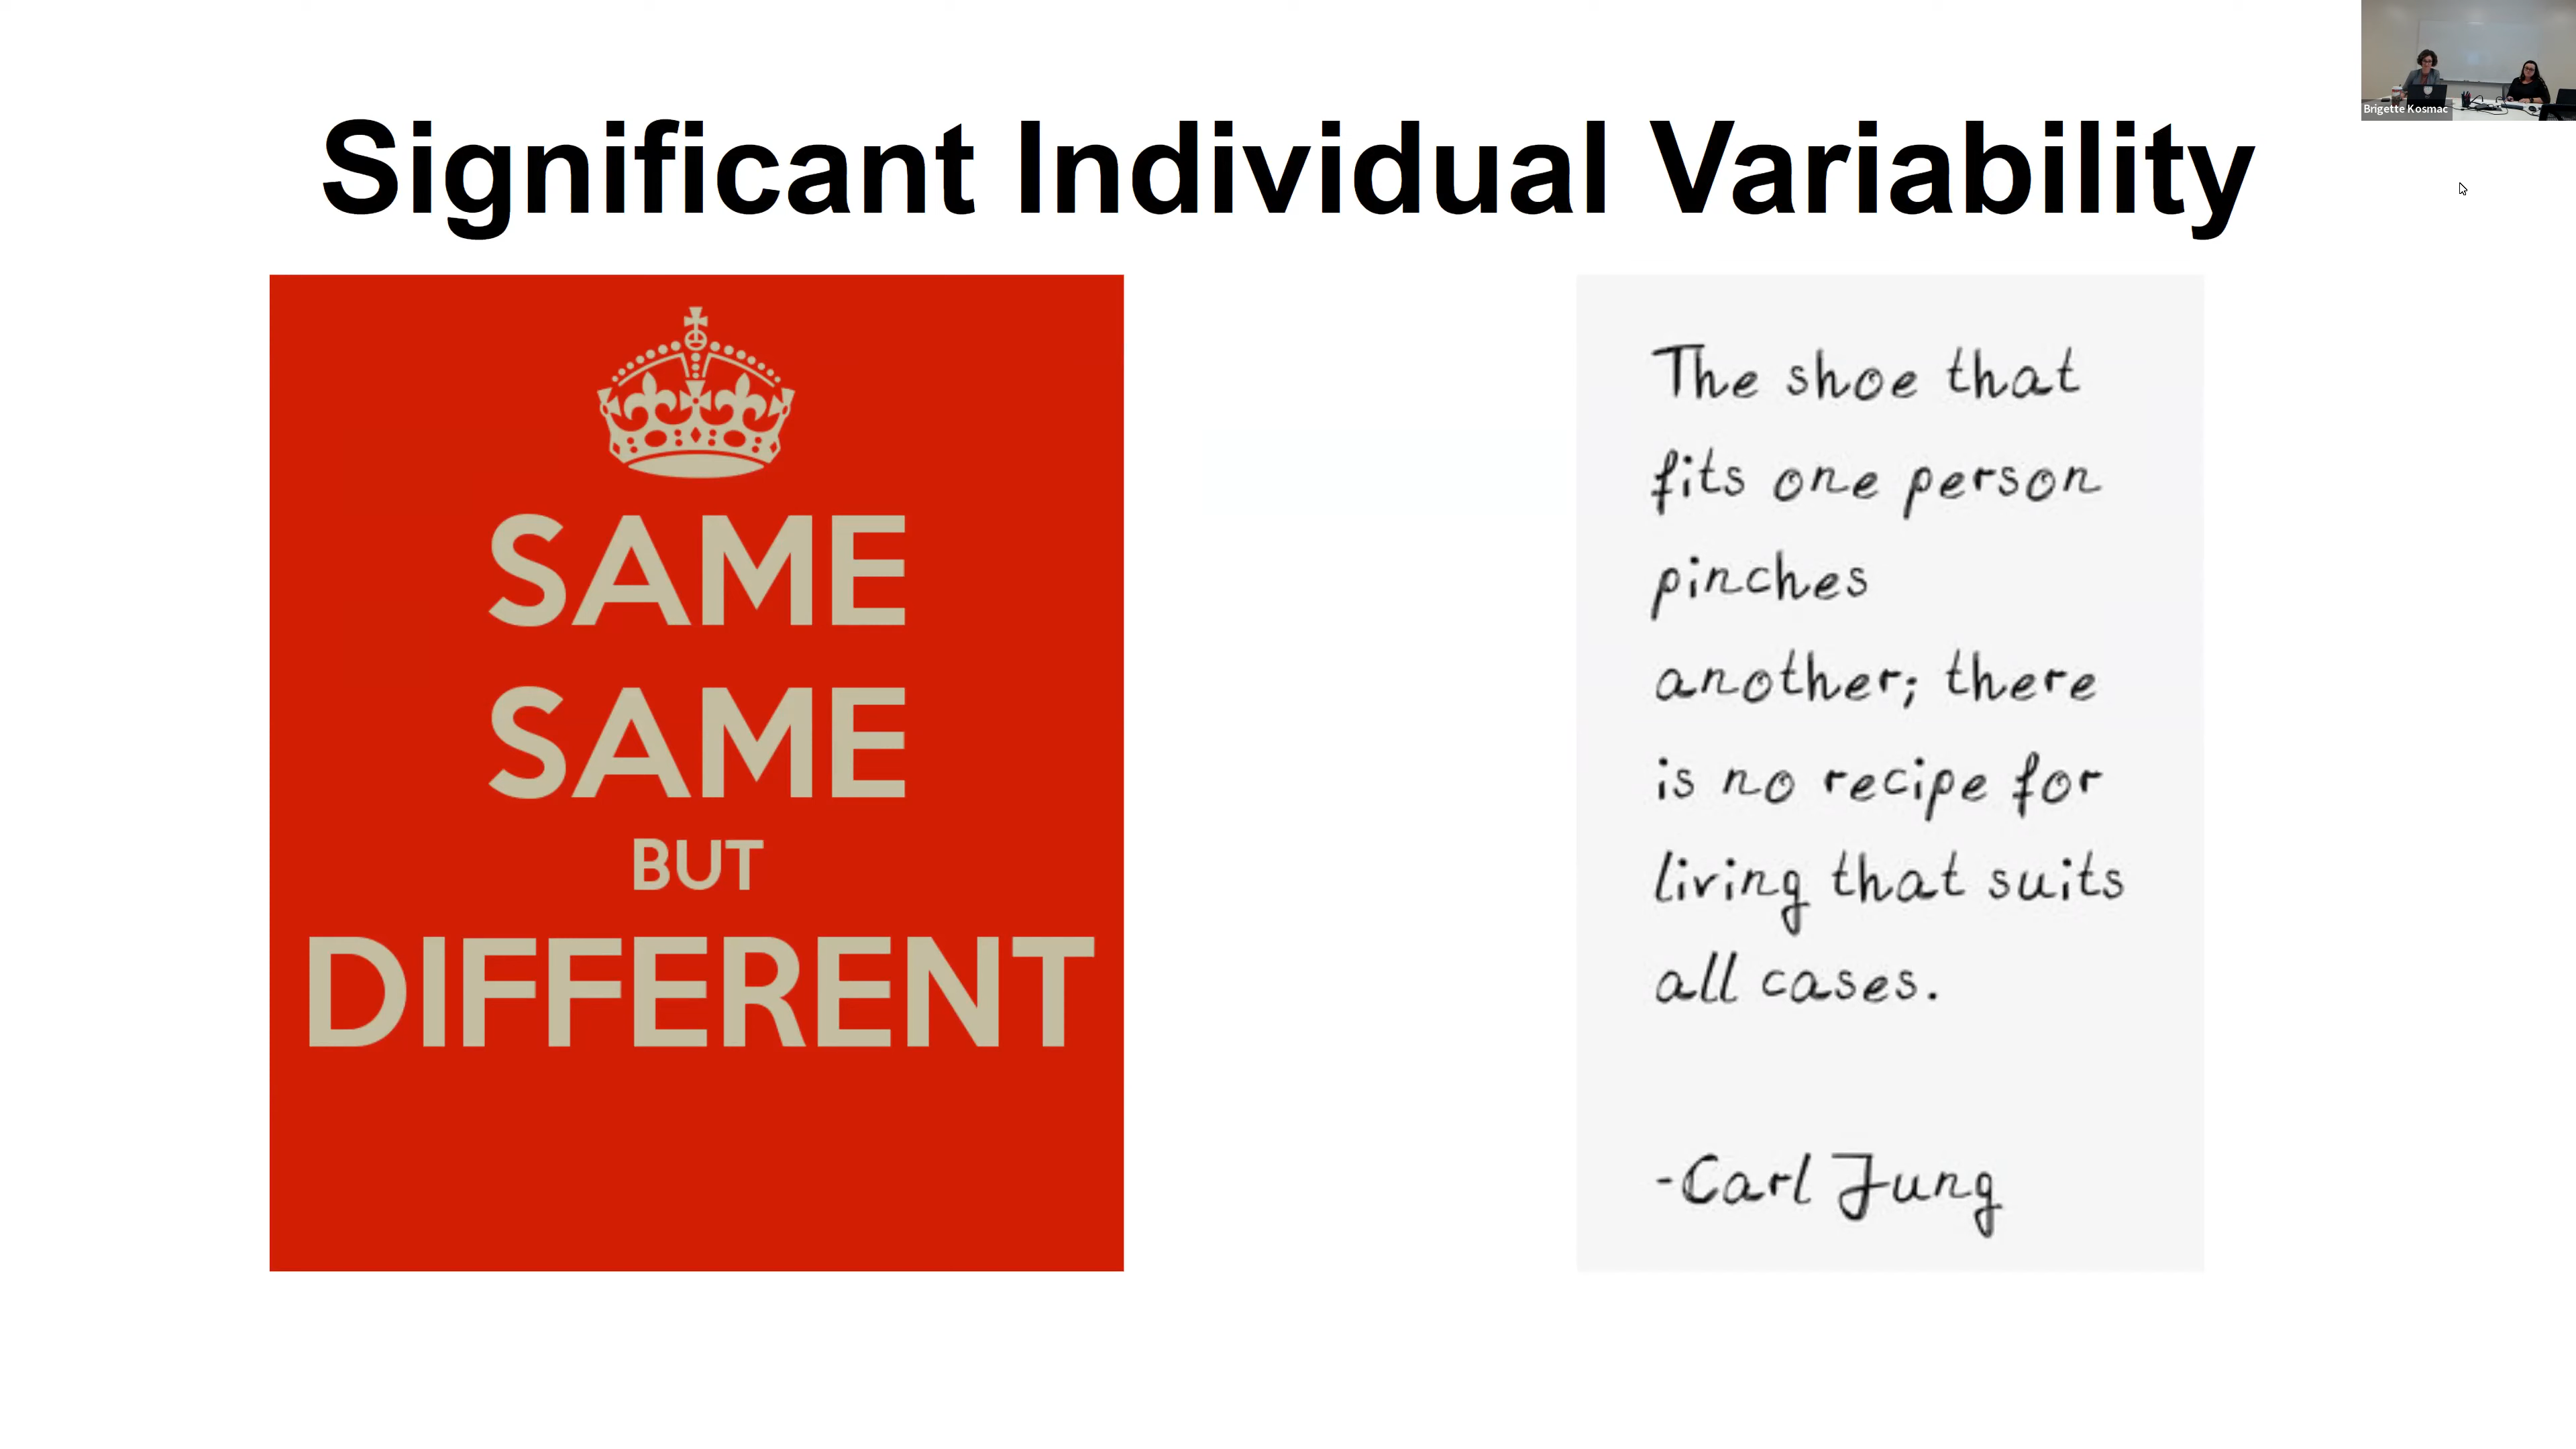 Brigette Kosmac
Significant Individual Variability
SAME
SAME
BUT
DIFFERENT
The shoe that
fits one person
pinches
another; there
is no recipe for
living that suits
all cases.
-Carl Jung